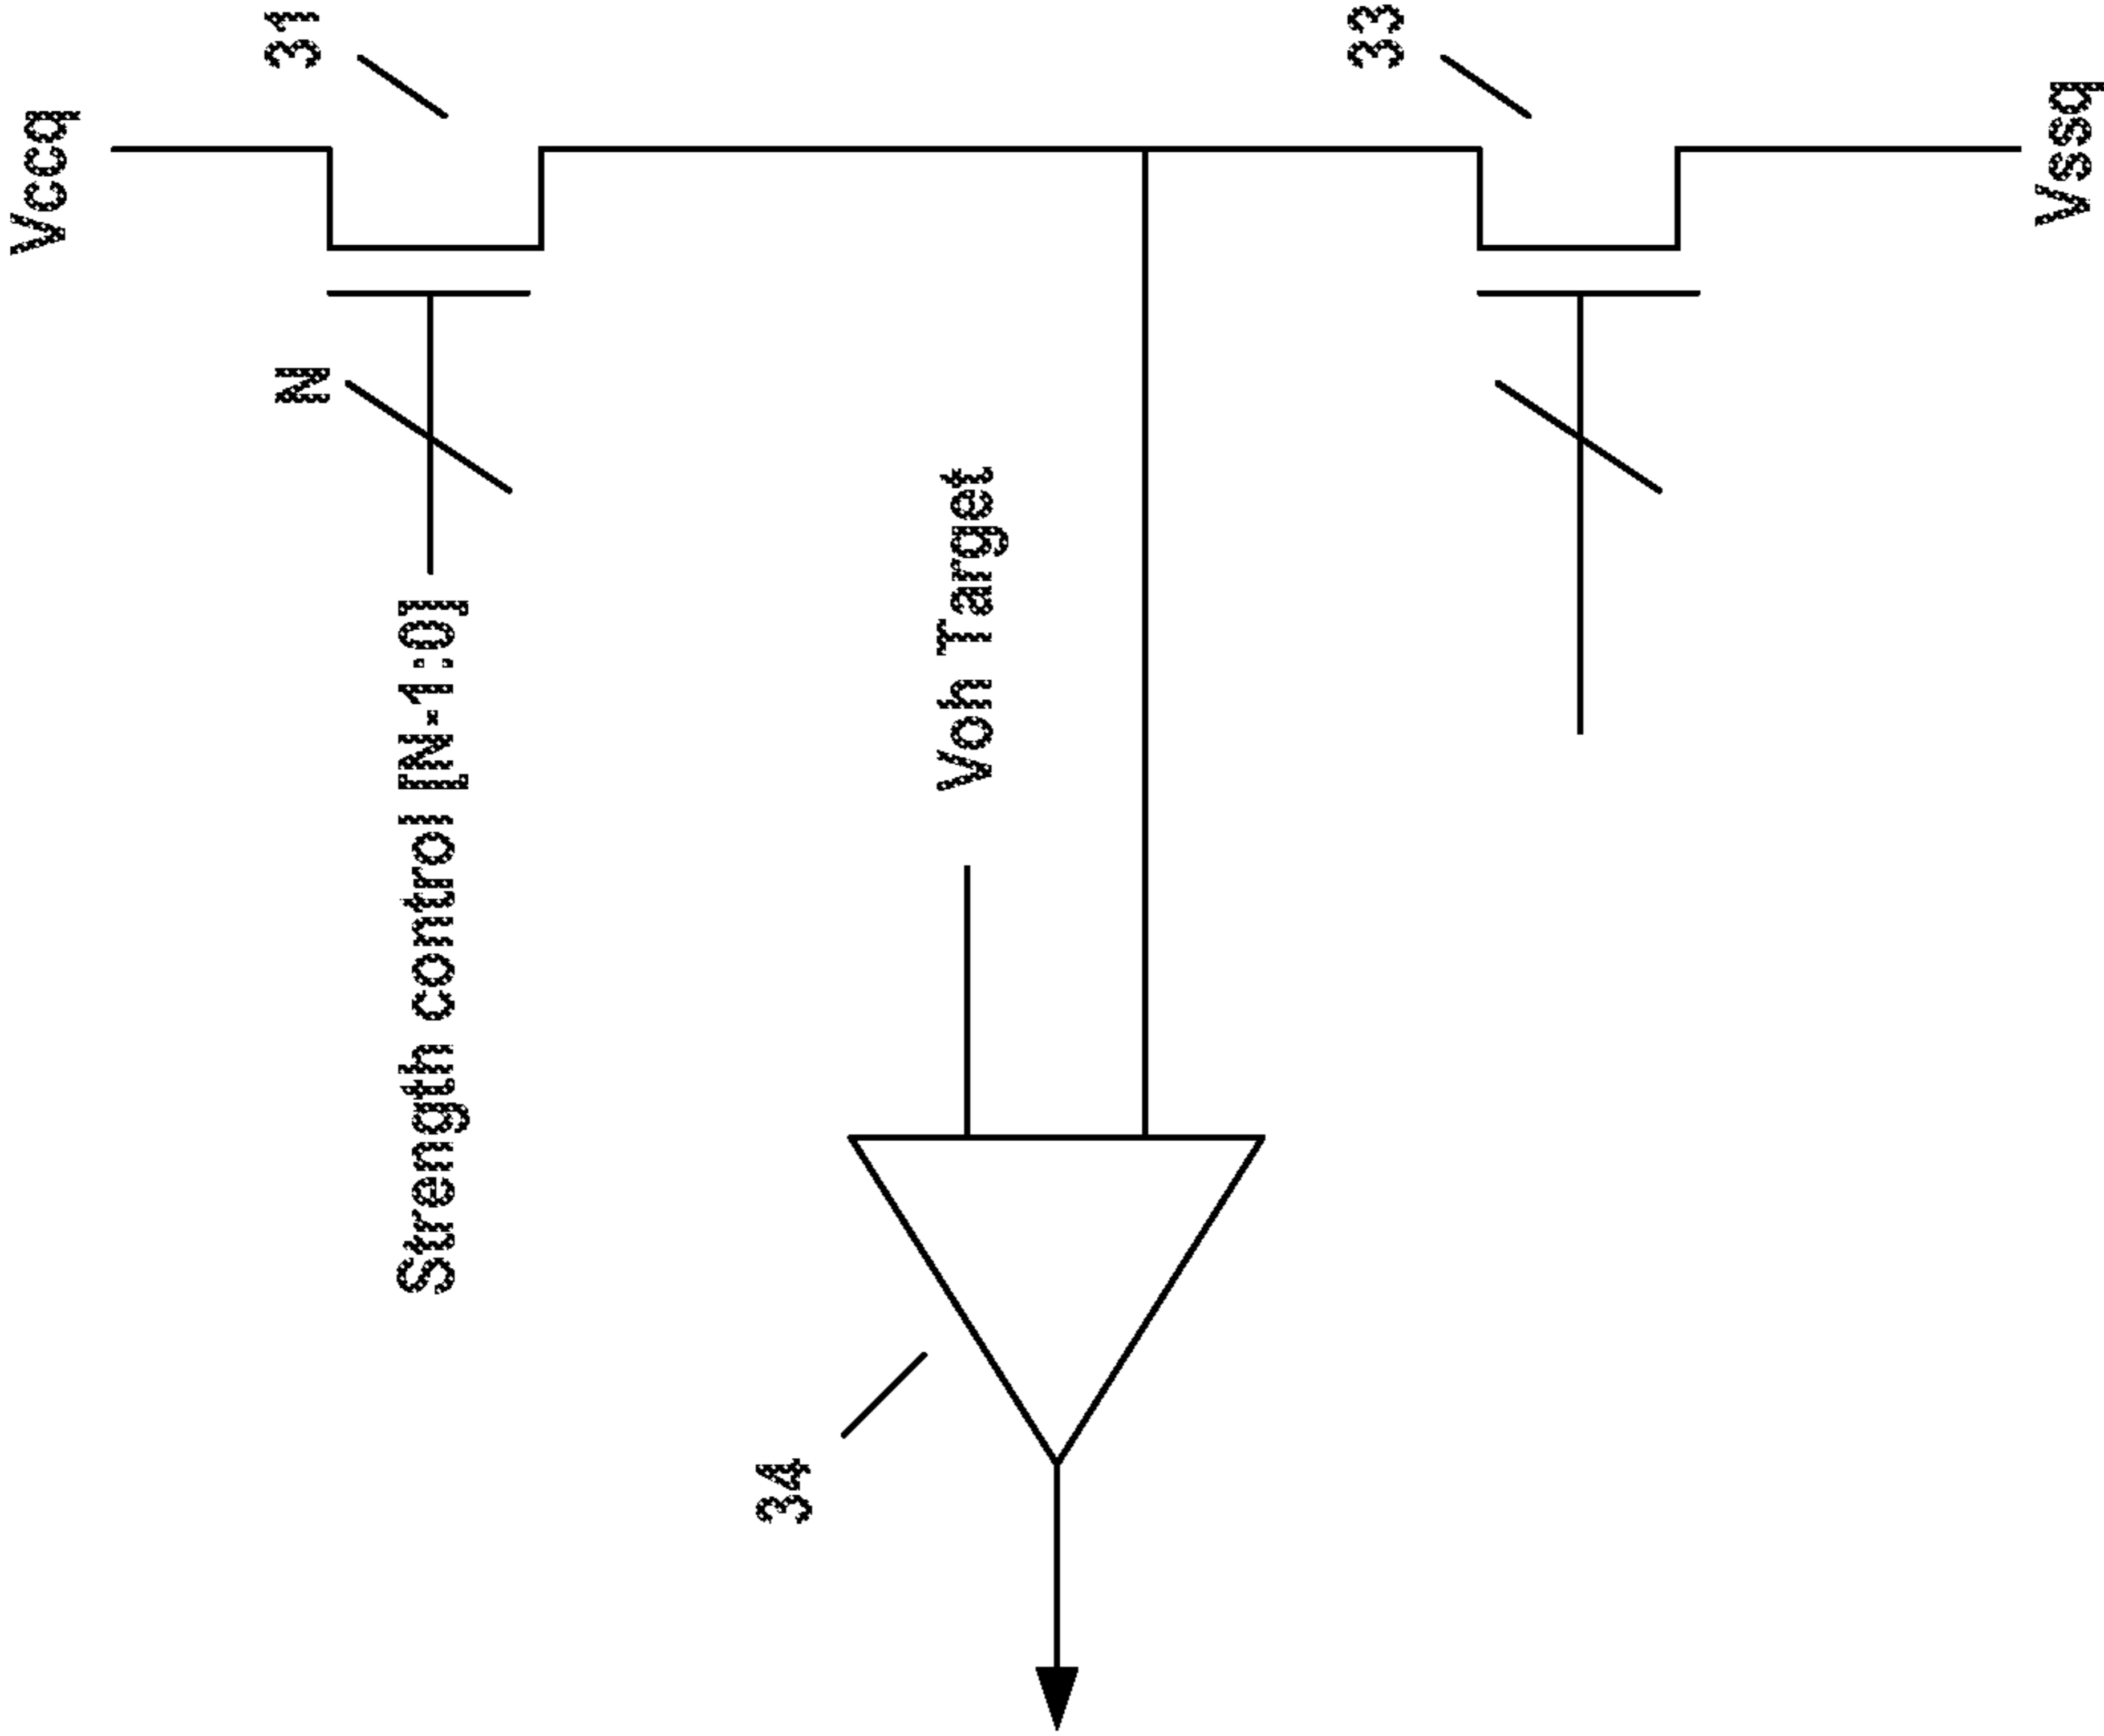 Vccq
31
N
Strength control [N-1:0]
Voh Target
34
33
Vssq